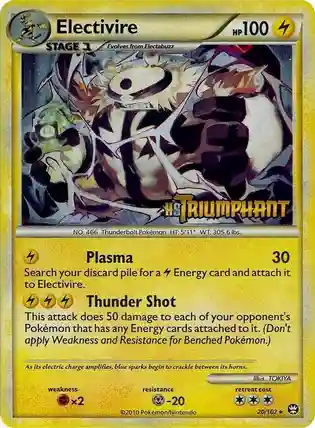 Electivire
HP100
STAGE 1
Evolves from Electabuzz
HS TRIUMPHANT
NO. 466 Thunderbolt Pokémon HT: 5'11" WT: 305.6 lbs.
Plasma 30
Search your discard pile for a Energy card and attach it
to Electivire.
Thunder Shot
This attack does 50 damage to each of your opponent's
Pokémon that has any Energy cards attached to it. (Don't
apply Weakness and Resistance for Benched Pokémon.)
As its electric charge amplifies, blue sparks begin to crackle between its horns.
Illus. TOKIYA
weakness resistance retreat cost
×2 -20
©2010 Pokémon/Nintendo
20/102